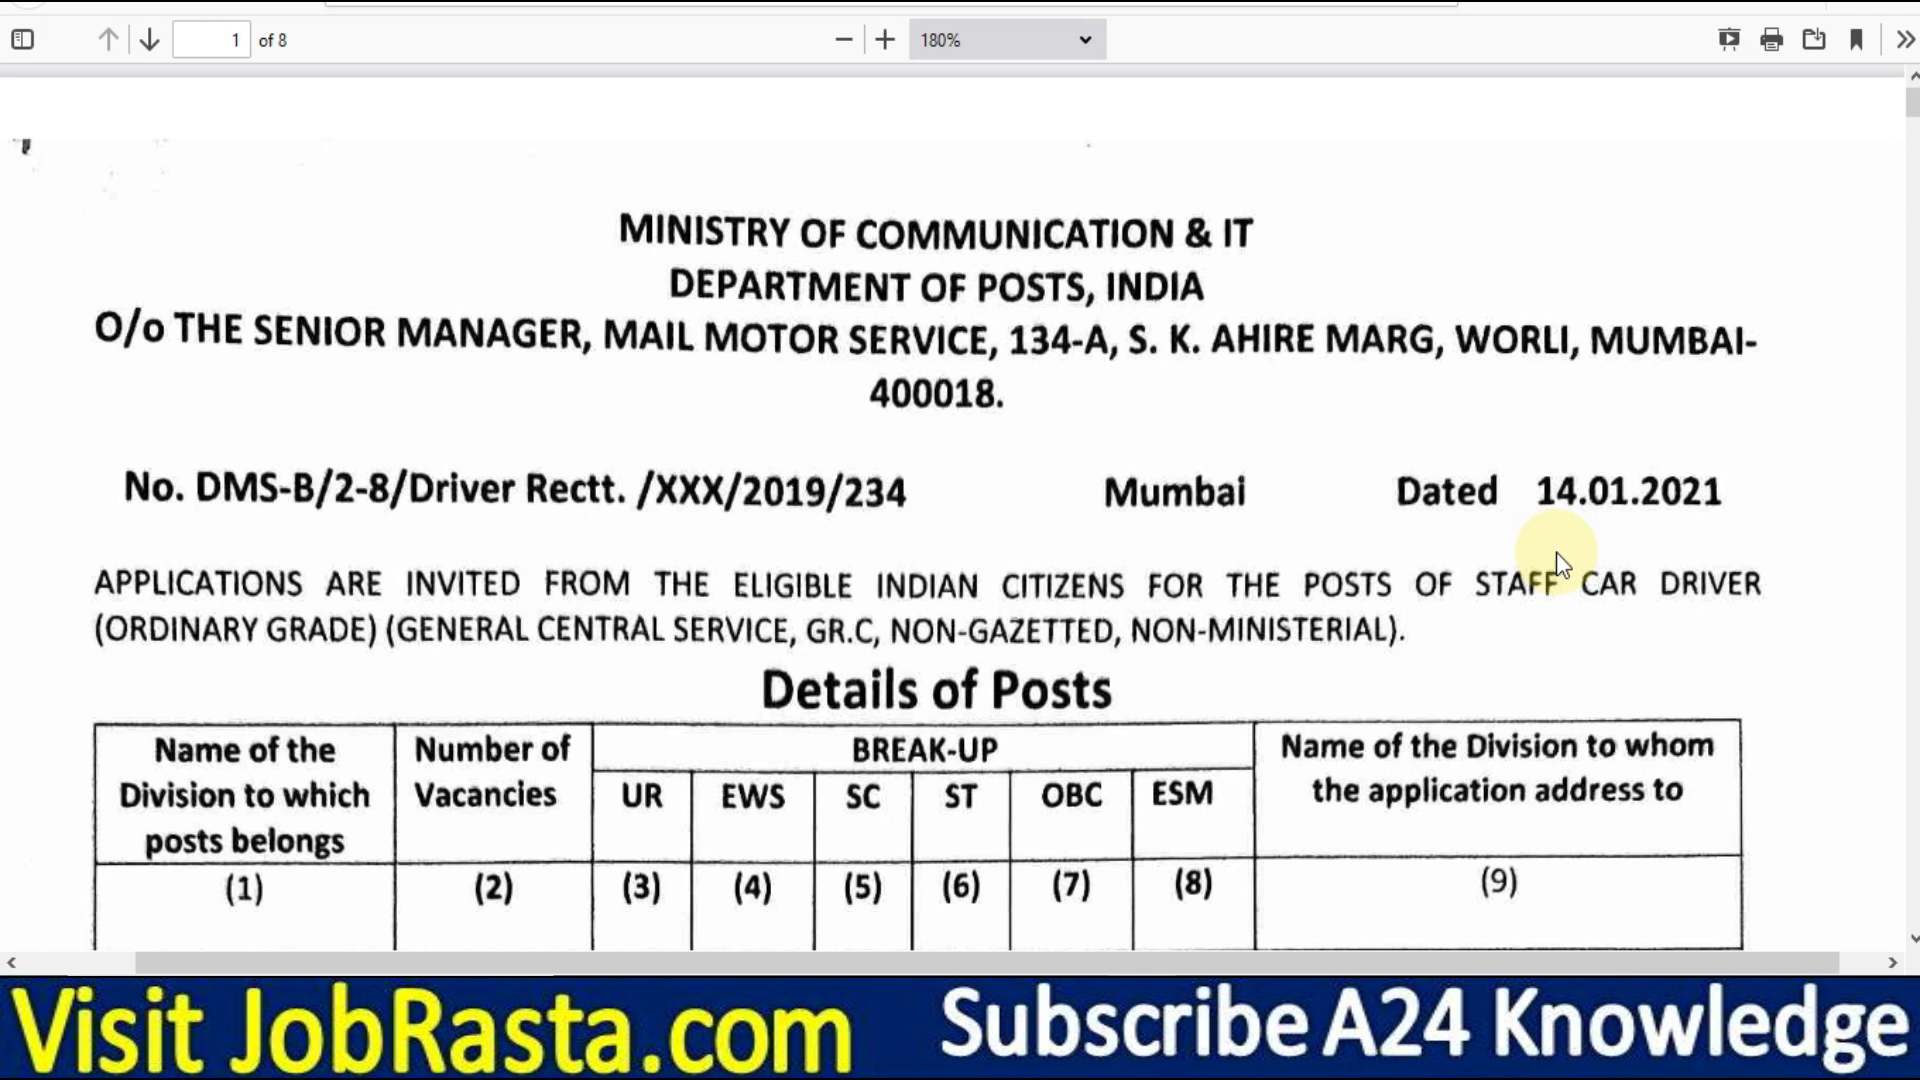 1 of 8
180%
MINISTRY OF COMMUNICATION & IT
DEPARTMENT OF POSTS, INDIA
O/o THE SENIOR MANAGER, MAIL MOTOR SERVICE, 134-A, S. K. AHIRE MARG, WORLI, MUMBAI-
400018.
No. DMS-B/2-8/Driver Rectt. /XXX/2019/234 Mumbai Dated 14.01.2021
APPLICATIONS ARE INVITED FROM THE ELIGIBLE INDIAN CITIZENS FOR THE POSTS OF STAFF CAR DRIVER
(ORDINARY GRADE) (GENERAL CENTRAL SERVICE, GR.C, NON-GAZETTED, NON-MINISTERIAL).
Details of Posts
Name of the Division to which posts belongs
Number of Vacancies
BREAK-UP
UR EWS SC ST OBC ESM
Name of the Division to whom the application address to
(1) (2) (3) (4) (5) (6) (7) (8) (9)
Visit JobRasta.com Subscribe A24 Knowledge